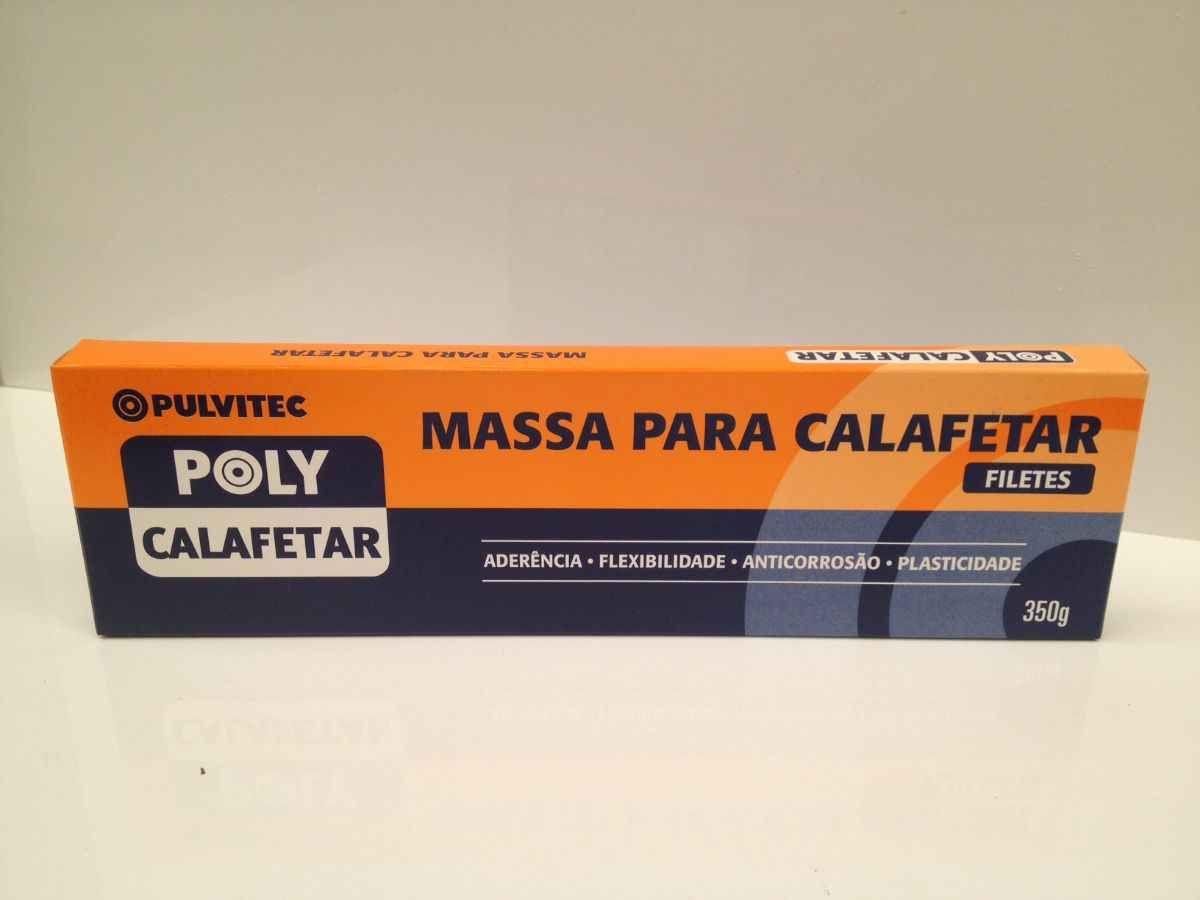 MASSA PARA CALAFETAR
POLY CALAFETAR
PULVITEC
MASSA PARA CALAFETAR
FILETES
POLY
CALAFETAR
ADERÊNCIA • FLEXIBILIDADE • ANTICORROSÃO • PLASTICIDADE
350g